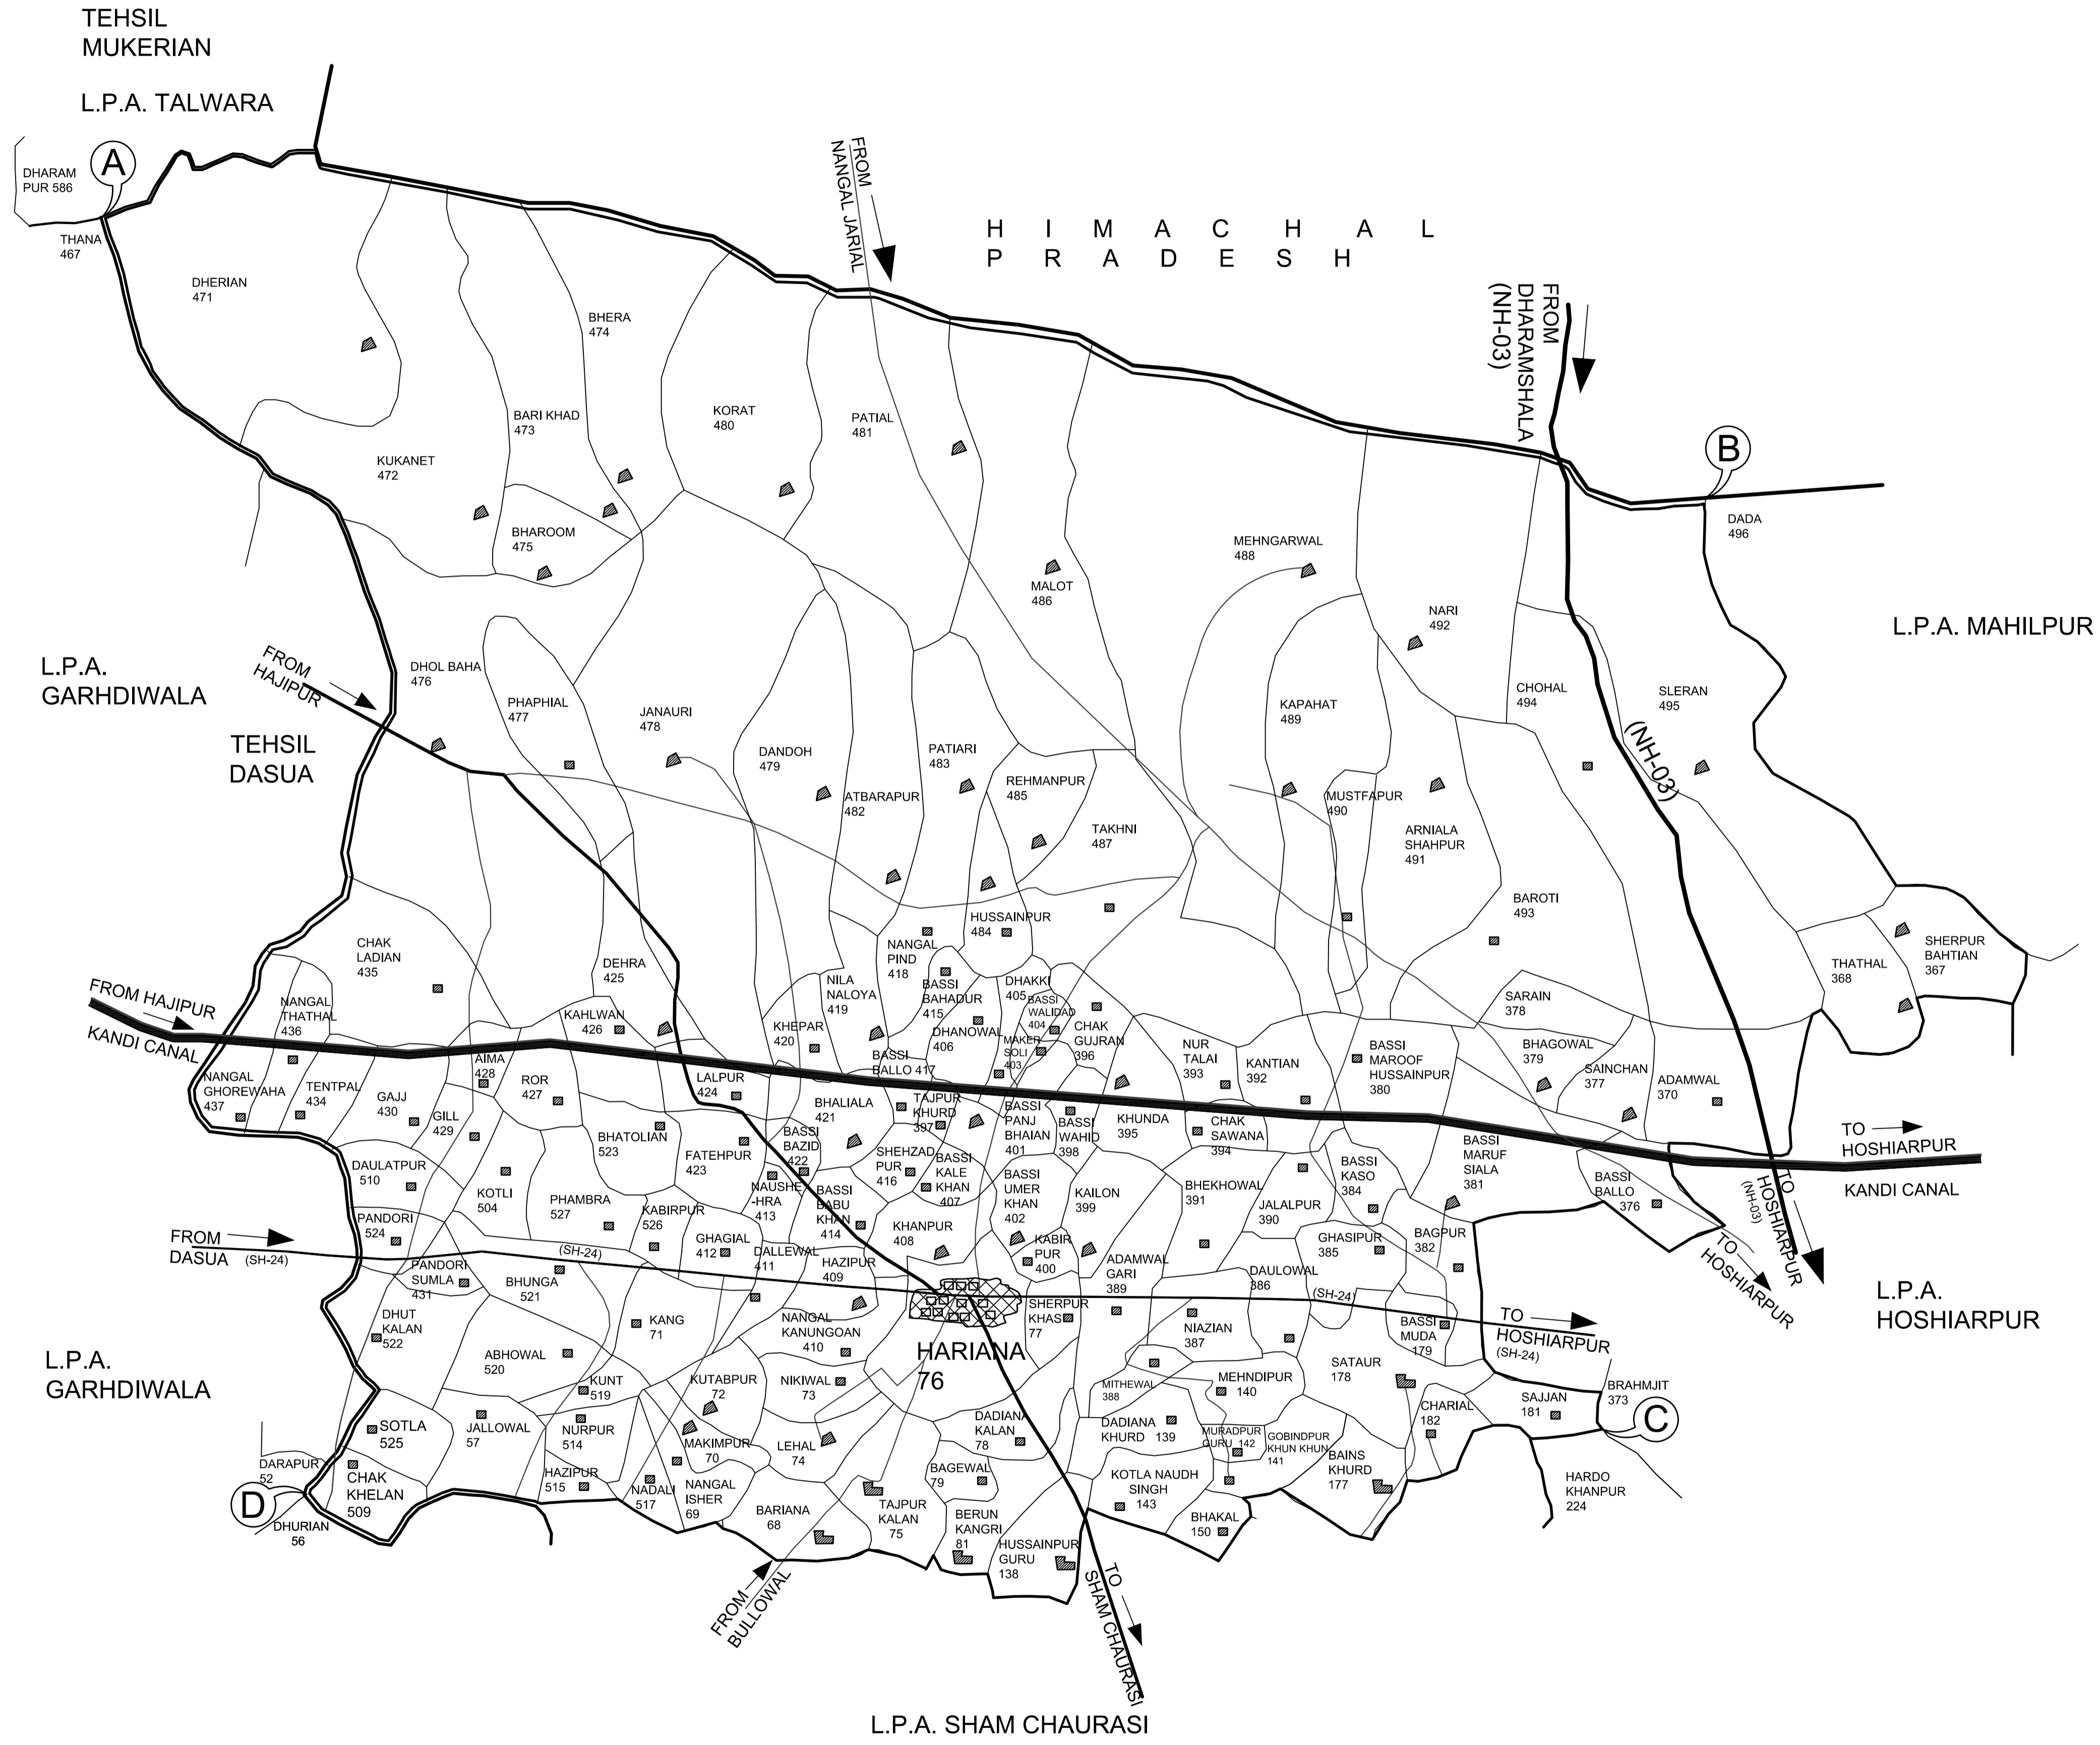 TEHSIL
MUKERIAN
L.P.A. TALWARA
A
DHARAM
PUR 586
THANA
467
FROM
NANGAL JARIAL
HIMACHAL
PRADESH
DHERIAN
471
BHERA
474
FROM
DHARAMSHALA
(NH-03)
B
DADA
496
BARI KHAD
473
KORAT
480
PATIAL
481
KUKANET
472
BHAROOM
475
MALOT
486
MEHNGARWAL
488
NARI
492
L.P.A. MAHILPUR
L.P.A.
GARHDIWALA
FROM
HAJIPUR
TEHSIL
DASUA
DHOL BAHA
476
PHAPHIAL
477
JANAURI
478
DANDOH
479
ATBARAPUR
482
PATIARI
483
REHMANPUR
485
TAKHNI
487
KAPAHAT
489
MUSTFAPUR
490
ARNIALA
SHAHPUR
491
CHOHAL
494
SLERAN
495
(NH-03)
BAROTI
493
CHAK
LADIAN
435
DEHRA
425
HUSSAINPUR
484
NANGAL
PIND
418
NILA
NALOYA
419
BASSI
BAHADUR
415
DHAKKI
405
BASSI
WALIDAD
404
SARAIN
378
THATHAL
368
SHERPUR
BAHTIAN
367
FROM HAJIPUR
KANDI CANAL
NANGAL
THATHAL
436
KAHLWAN
426
KHEPAR
420
DHANOWAL
406
MAKER
SOLI
403
CHAK
GUJRAN
396
NUR
TALAI
393
KANTIAN
392
BASSI
MAROOF
HUSSAINPUR
380
BHAGOWAL
379
SAINCHAN
377
ADAMWAL
370
NANGAL
GHOREWAHA
437
TENTPAL
434
GAJJ
430
AIMA
428
GILL
429
ROR
427
LALPUR
424
BASSI
BALLO 417
BHALIALA
421
TAJPUR
KHURD
397
BASSI
PANJ
BHAIAN
401
BASSI
WAHID
398
KHUNDA
395
CHAK
SAWANA
394
TO
HOSHIARPUR
KANDI CANAL
DAULATPUR
510
KOTLI
504
BHATOLIAN
523
FATEHPUR
423
BASSI
BAZID
422
NAUSHE
-HRA
413
SHEHZAD
PUR
416
BASSI
KALE
KHAN
407
BASSI
UMER
KHAN
402
KAILON
399
BHEKHOWAL
391
JALALPUR
390
BASSI
KASO
384
BASSI
MARUF
SIALA
381
BASSI
BALLO
376
TO
HOSHIARPUR
(NH-03)
TO
HOSHIARPUR
PANDORI
524
PHAMBRA
527
KABIRPUR
526
GHAGIAL
412
DALLEWAL
411
BASSI
BABU
KHAN
414
HAZIPUR
409
KHANPUR
408
KABIR
PUR
400
ADAMWAL
GARI
389
GHASIPUR
385
BAGPUR
382
DAULOWAL
386
FROM
DASUA
(SH-24)
(SH-24)
PANDORI
SUMLA
431
BHUNGA
521
DHUT
KALAN
522
KANG
71
NANGAL
KANUNGOAN
410
HARIANA
76
SHERPUR
KHAS
77
NIAZIAN
387
(SH-24)
BASSI
MUDA
179
TO
HOSHIARPUR
(SH-24)
L.P.A.
HOSHIARPUR
L.P.A.
GARHDIWALA
ABHOWAL
520
KUNT
519
KUTABPUR
72
NIKIWAL
73
MITHEWAL
388
MEHNDIPUR
140
SATAUR
178
CHARIAL
182
SAJJAN
181
BRAHMJIT
373
C
SOTLA
525
JALLOWAL
57
NURPUR
514
MAKIMPUR
70
LEHAL
74
DADIANA
KALAN
78
DADIANA
KHURD 139
MURADPUR
GURU 142
GOBINDPUR
KHUN KHUN
141
BAINS
KHURD
177
DARAPUR
52
D
DHURIAN
56
CHAK
KHELAN
509
HAZIPUR
515
NADALI
517
NANGAL
ISHER
69
BARIANA
68
TAJPUR
KALAN
75
BAGEWAL
79
BERUN
KANGRI
81
HUSSAINPUR
GURU
138
KOTLA NAUDH
SINGH
143
BHAKAL
150
HARDO
KHANPUR
224
FROM
BULLOWAL
TO
SHAM CHAURASI
L.P.A. SHAM CHAURASI